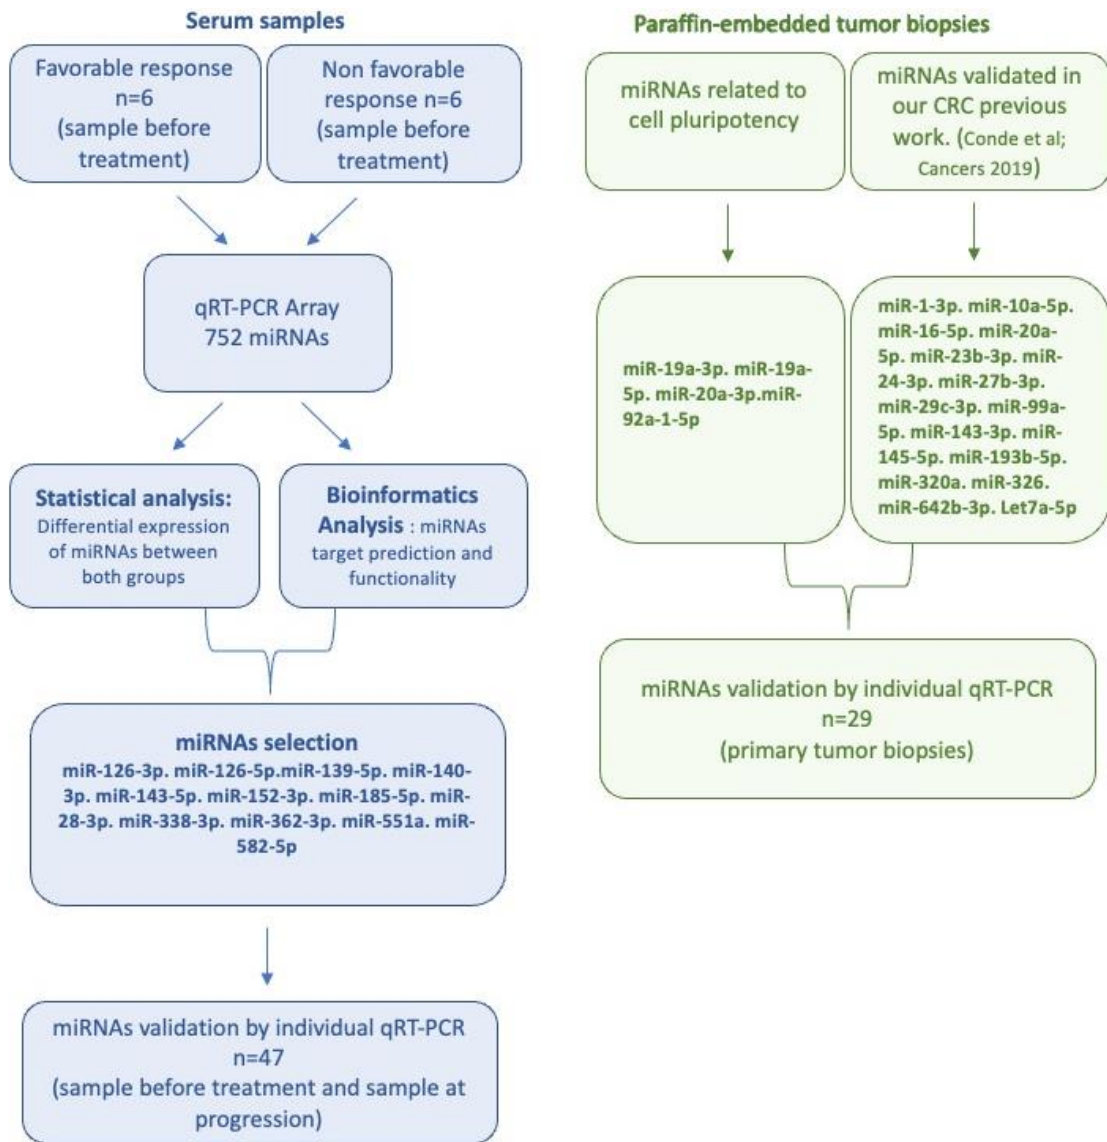 Serum samples
Favorable response
n=6
(sample before
treatment)
Non favorable
response n=6
(sample before
treatment)
qRT-PCR Array
752 miRNAs
Statistical analysis:
Differential expression
of miRNAs between
both groups
Bioinformatics
Analysis : miRNAs
target prediction and
functionality
miRNAs selection
miR-126-3p. miR-126-5p.miR-139-5p. miR-140-
3p. miR-143-5p. miR-152-3p. miR-185-5p. miR-
28-3p. miR-338-3p. miR-362-3p. miR-551a. miR-
582-5p
miRNAs validation by individual qRT-PCR
n=47
(sample before treatment and sample at
progression)
Paraffin-embedded tumor biopsies
miRNAs related to
cell pluripotency
miRNAs validated in
our CRC previous
work. (Conde et al;
Cancers 2019)
miR-19a-3p. miR-19a-
5p. miR-20a-3p.miR-
92a-1-5p
miR-1-3p. miR-10a-5p.
miR-16-5p. miR-20a-
5p. miR-23b-3p. miR-
24-3p. miR-27b-3p.
miR-29c-3p. miR-99a-
5p. miR-143-3p. miR-
145-5p. miR-193b-5p.
miR-320a. miR-326.
miR-642b-3p. Let7a-5p
miRNAs validation by individual qRT-PCR
n=29
(primary tumor biopsies)